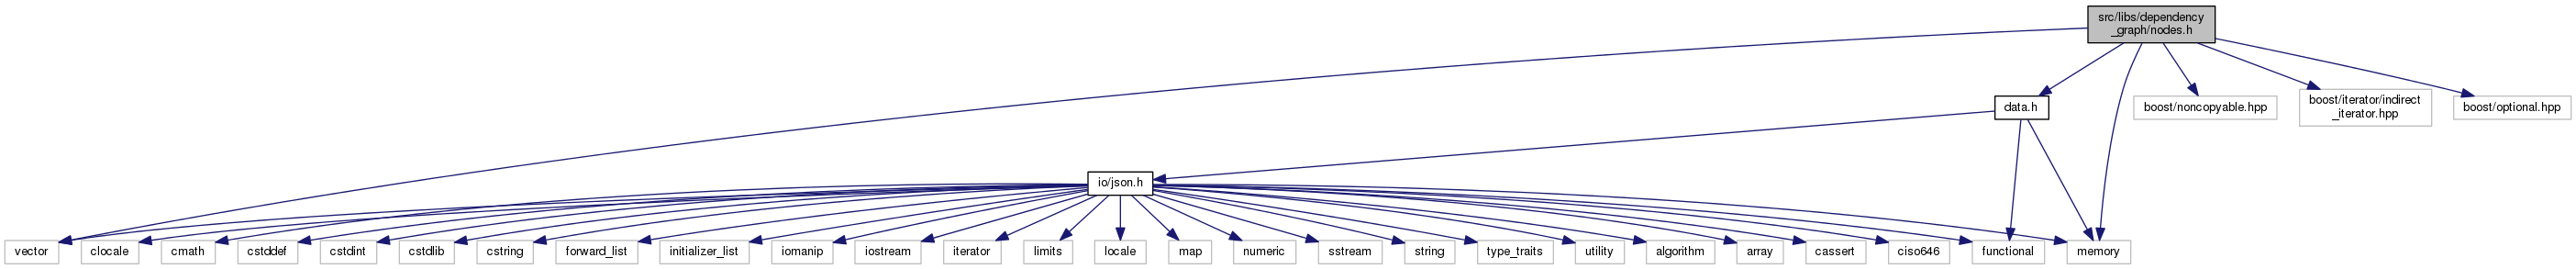 src/libs/dependency
_graph/nodes.h
data.h
boost/noncopyable.hpp
boost/iterator/indirect
_iterator.hpp
boost/optional.hpp
io/json.h
vector
clocale
cmath
cstddef
cstdint
cstdlib
cstring
forward_list
initializer_list
iomanip
iostream
iterator
limits
locale
map
numeric
sstream
string
type_traits
utility
algorithm
array
cassert
ciso646
functional
memory